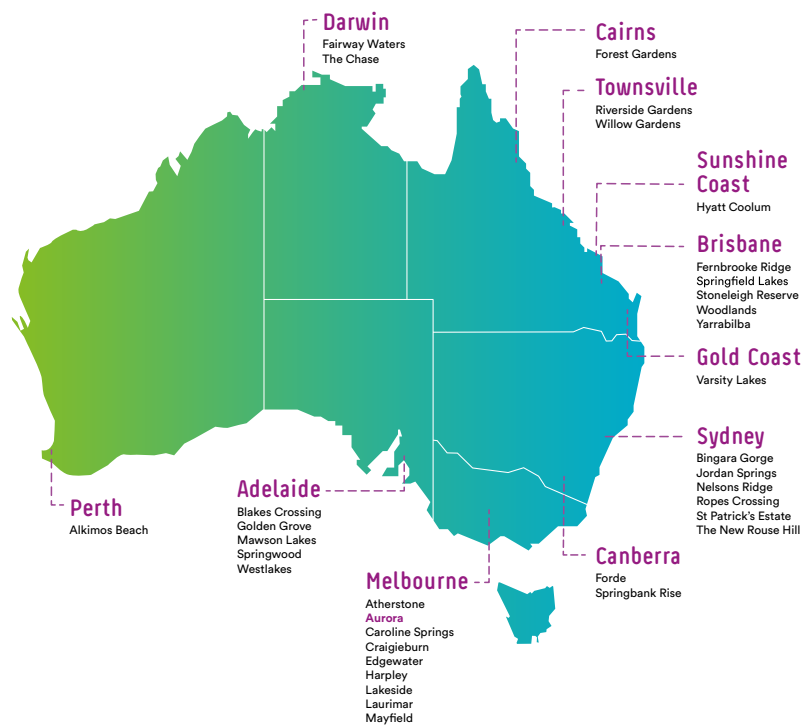 Darwin
Fairway Waters
The Chase
Cairns
Forest Gardens
Townsville
Riverside Gardens
Willow Gardens
Sunshine
Coast
Hyatt Coolum
Brisbane
Fernbrooke Ridge
Springfield Lakes
Stoneleigh Reserve
Woodlands
Yarrabilba
Gold Coast
Varsity Lakes
Sydney
Bingara Gorge
Jordan Springs
Nelsons Ridge
Ropes Crossing
St Patrick's Estate
The New Rouse Hill
Canberra
Forde
Springbank Rise
Melbourne
Atherstone
Aurora
Caroline Springs
Craigieburn
Edgewater
Harpley
Lakeside
Laurimar
Mayfield
Adelaide
Blakes Crossing
Golden Grove
Mawson Lakes
Springwood
Westlakes
Perth
Alkimos Beach